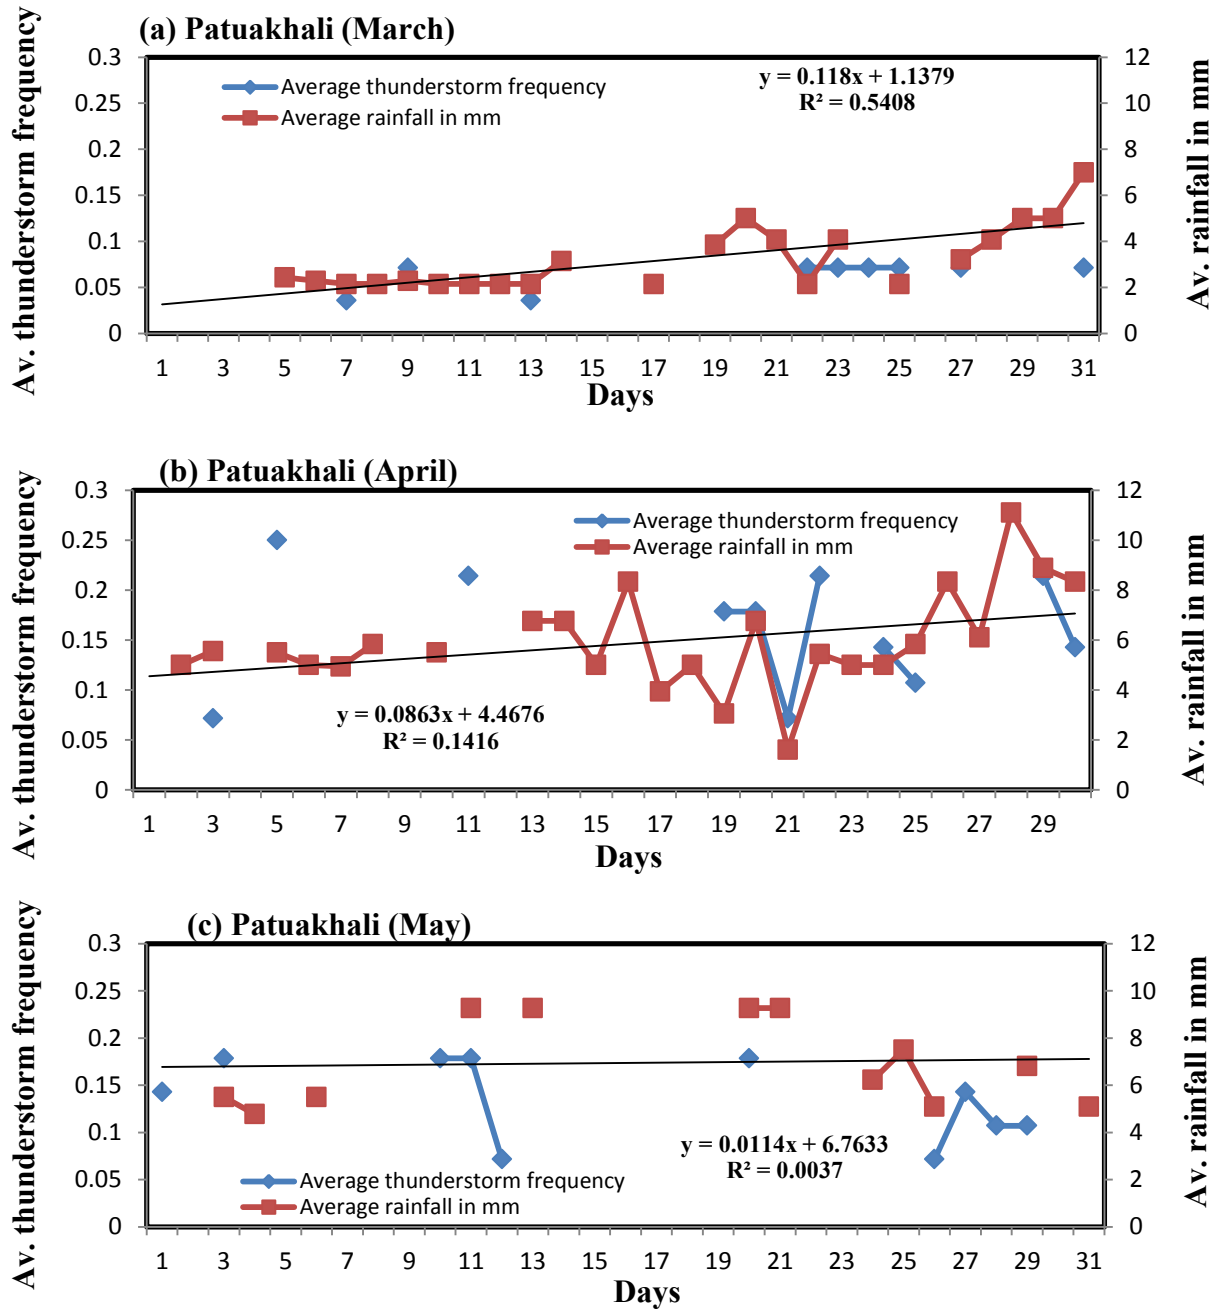 (a) Patuakhali (March)
Av. thunderstorm frequency
0.3
0.25
0.2
0.15
0.1
0.05
0
Average thunderstorm frequency
Average rainfall in mm
y = 0.118x + 1.1379
R² = 0.5408
12
10
8
6
4
2
0
Av. rainfall in mm
1 3 5 7 9 11 13 15 17 19 21 23 25 27 29 31
Days
(b) Patuakhali (April)
Av. thunderstorm frequency
0.3
0.25
0.2
0.15
0.1
0.05
0
Average thunderstorm frequency
Average rainfall in mm
y = 0.0863x + 4.4676
R² = 0.1416
12
10
8
6
4
2
0
Av. rainfall in mm
1 3 5 7 9 11 13 15 17 19 21 23 25 27 29
Days
(c) Patuakhali (May)
Av. thunderstorm frequency
0.3
0.25
0.2
0.15
0.1
0.05
0
y = 0.0114x + 6.7633
R² = 0.0037
Average thunderstorm frequency
Average rainfall in mm
12
10
8
6
4
2
0
Av. rainfall in mm
1 3 5 7 9 11 13 15 17 19 21 23 25 27 29 31
Days